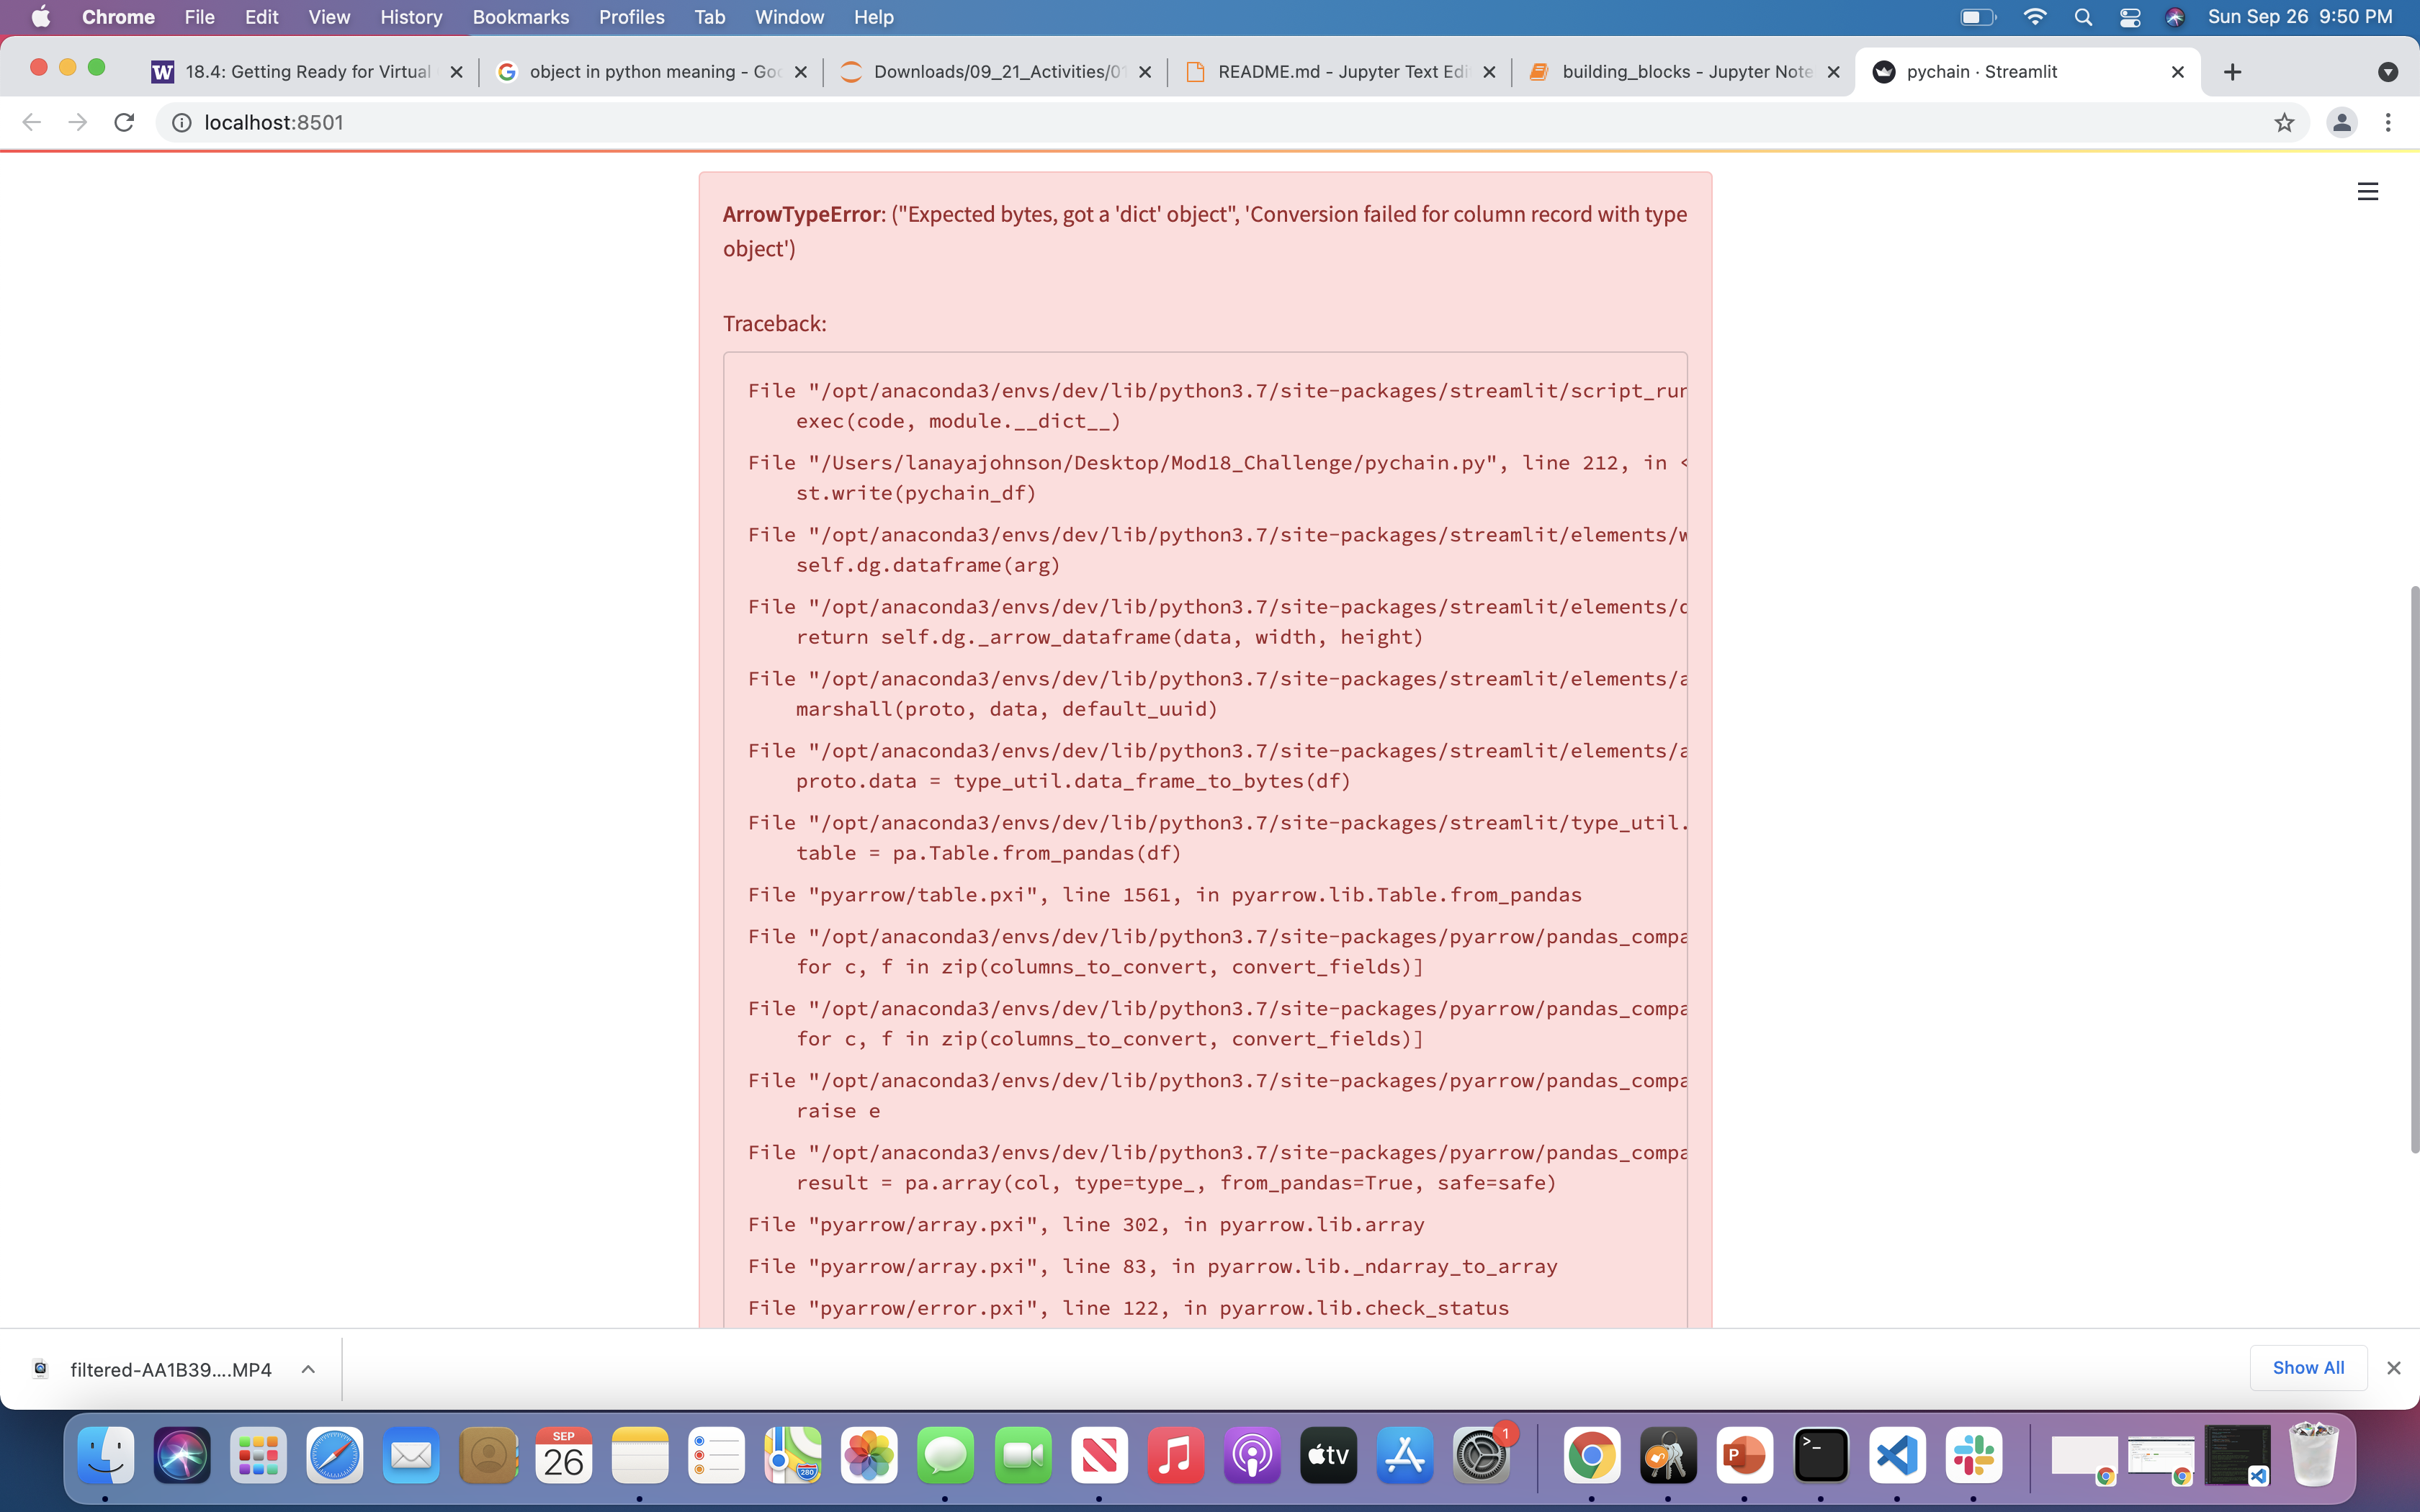 Chrome File Edit View History Bookmarks Profiles Tab Window Help Sun Sep 26 9:50 PM
18.4: Getting Ready for Virtual object in python meaning - Goo Downloads/09_21_Activities/01 README.md - Jupyter Text Edi building_blocks - Jupyter Note pychain · Streamlit
localhost:8501
ArrowTypeError: ("Expected bytes, got a 'dict' object", 'Conversion failed for column record with type
object')
Traceback:
File "/opt/anaconda3/envs/dev/lib/python3.7/site-packages/streamlit/script_run
exec(code, module.__dict__)
File "/Users/lanayajohnson/Desktop/Mod18_Challenge/pychain.py", line 212, in <
st.write(pychain_df)
File "/opt/anaconda3/envs/dev/lib/python3.7/site-packages/streamlit/elements/w
self.dg.dataframe(arg)
File "/opt/anaconda3/envs/dev/lib/python3.7/site-packages/streamlit/elements/d
return self.dg._arrow_dataframe(data, width, height)
File "/opt/anaconda3/envs/dev/lib/python3.7/site-packages/streamlit/elements/a
marshall(proto, data, default_uuid)
File "/opt/anaconda3/envs/dev/lib/python3.7/site-packages/streamlit/elements/a
proto.data = type_util.data_frame_to_bytes(df)
File "/opt/anaconda3/envs/dev/lib/python3.7/site-packages/streamlit/type_util.
table = pa.Table.from_pandas(df)
File "pyarrow/table.pxi", line 1561, in pyarrow.lib.Table.from_pandas
File "/opt/anaconda3/envs/dev/lib/python3.7/site-packages/pyarrow/pandas_compa
for c, f in zip(columns_to_convert, convert_fields)]
File "/opt/anaconda3/envs/dev/lib/python3.7/site-packages/pyarrow/pandas_compa
for c, f in zip(columns_to_convert, convert_fields)]
File "/opt/anaconda3/envs/dev/lib/python3.7/site-packages/pyarrow/pandas_compa
raise e
File "/opt/anaconda3/envs/dev/lib/python3.7/site-packages/pyarrow/pandas_compa
result = pa.array(col, type=type_, from_pandas=True, safe=safe)
File "pyarrow/array.pxi", line 302, in pyarrow.lib.array
File "pyarrow/array.pxi", line 83, in pyarrow.lib._ndarray_to_array
File "pyarrow/error.pxi", line 122, in pyarrow.lib.check_status
filtered-AA1B39....MP4 Show All
SEP
26
280
tv
1
P
>_